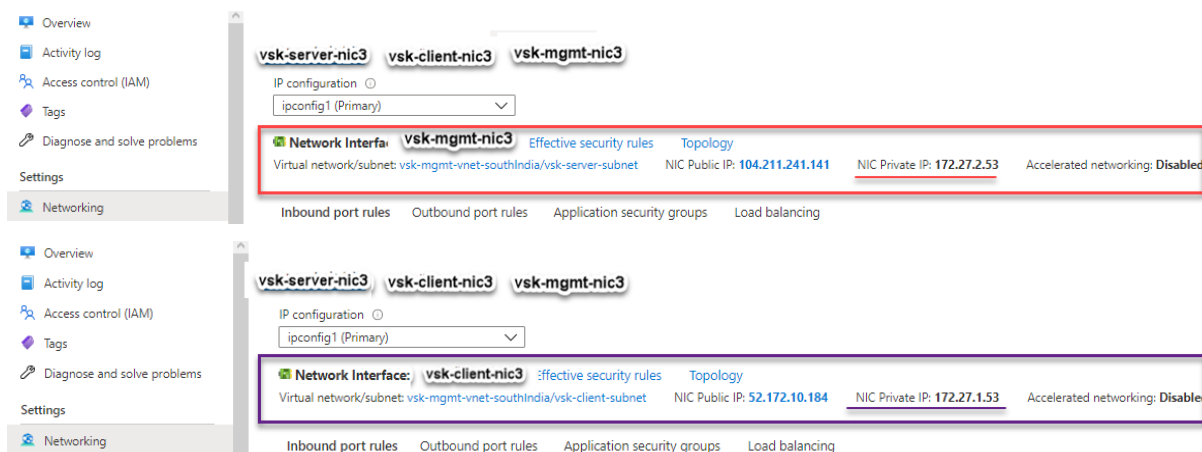 Overview
Activity log
Access control (IAM)
Tags
Diagnose and solve problems
Settings
Networking
vsk-server-nic3 vsk-client-nic3 vsk-mgmt-nic3
IP configuration
ipconfig1 (Primary)
Network Interfa vsk-mgmt-nic3 Effective security rules Topology
Virtual network/subnet: vsk-mgmt-vnet-southIndia/vsk-server-subnet NIC Public IP: 104.211.241.141 NIC Private IP: 172.27.2.53 Accelerated networking: Disabled
Inbound port rules Outbound port rules Application security groups Load balancing
Overview
Activity log
Access control (IAM)
Tags
Diagnose and solve problems
Settings
Networking
vsk-server-nic3 vsk-client-nic3 vsk-mgmt-nic3
IP configuration
ipconfig1 (Primary)
Network Interface: vsk-client-nic3 Effective security rules Topology
Virtual network/subnet: vsk-mgmt-vnet-southIndia/vsk-client-subnet NIC Public IP: 52.172.10.184 NIC Private IP: 172.27.1.53 Accelerated networking: Disable
Inbound port rules Outbound port rules Application security groups Load balancing